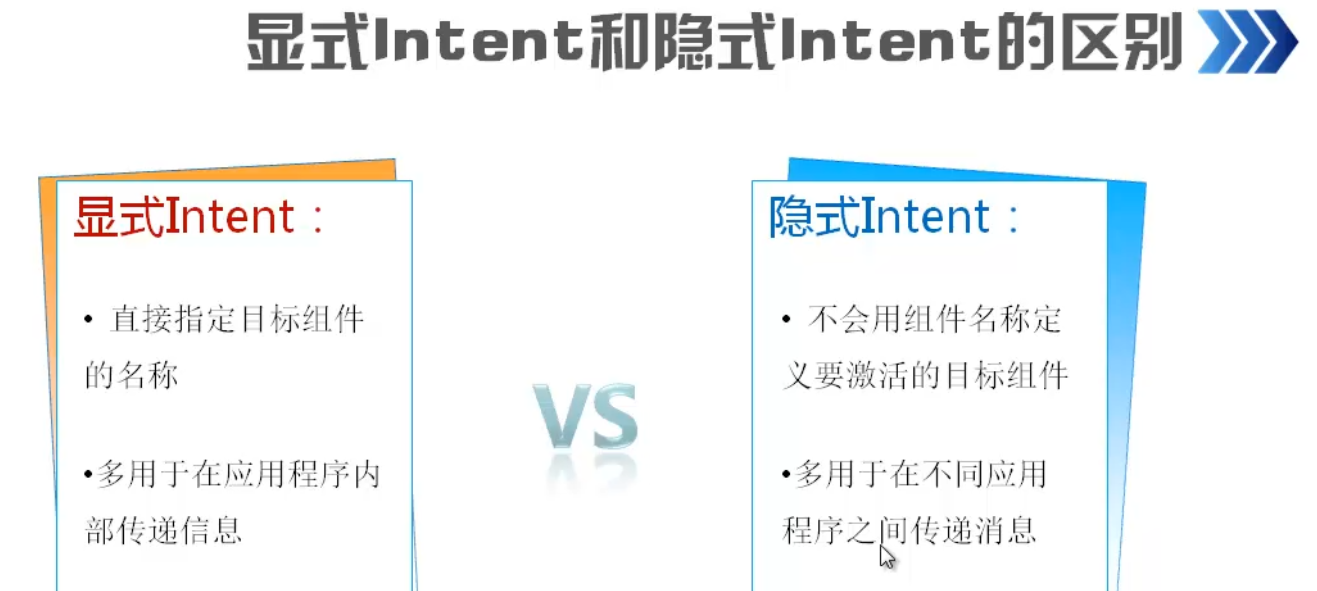 显式Intent和隐式Intent的区别
显式Intent：
• 直接指定目标组件
的名称
•多用于在应用程序内
部传递信息
VS
隐式Intent：
• 不会用组件名称定
义要激活的目标组件
•多用于在不同应用
程序之间传递消息